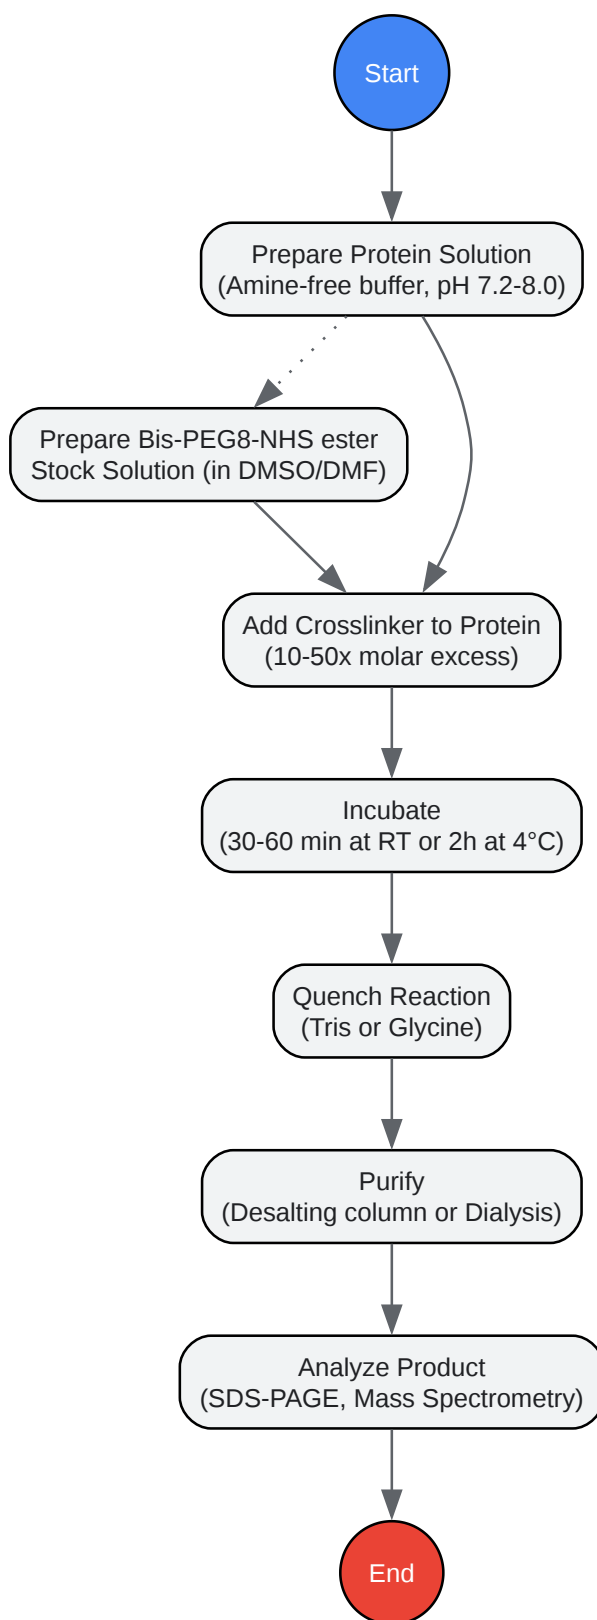 Start
Prepare Protein Solution
(Amine-free buffer, pH 7.2-8.0)
Prepare Bis-PEG8-NHS ester
Stock Solution (in DMSO/DMF)
Add Crosslinker to Protein
(10-50x molar excess)
Incubate
(30-60 min at RT or 2h at 4°C)
Quench Reaction
(Tris or Glycine)
Purify
(Desalting column or Dialysis)
Analyze Product
(SDS-PAGE, Mass Spectrometry)
End